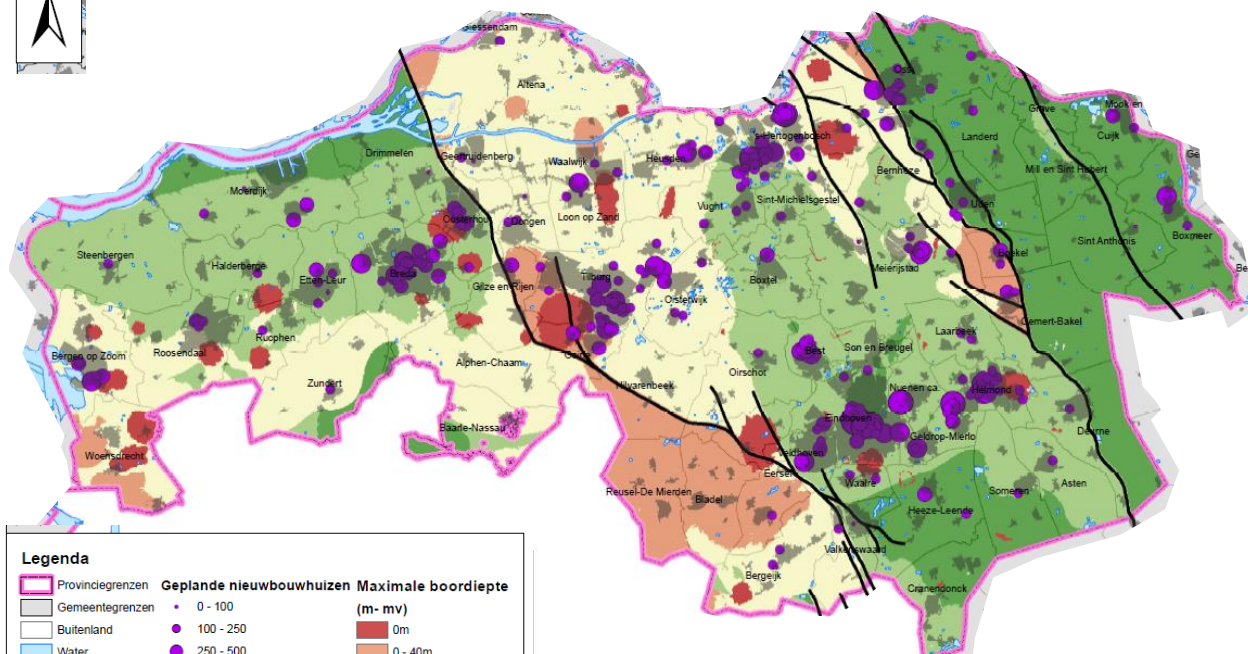 Altena
Drimmelen
Geertruidenberg
Waalwijk
Heusden
's-Hertogenbosch
Oss
Grave
Landerd
Cuijk
Mill en Sint Hubert
Bernheze
Moerdijk
Dongen
Loon op Zand
Vught
Sint-Michielsgestel
Uden
Sint Anthonis
Boxmeer
Steenbergen
Halderberge
Etten-Leur
Breda
Gilze en Rijen
Tilburg
Oisterwijk
Boxtel
Meierijstad
Boekel
Gemert-Bakel
Bergen op Zoom
Roosendaal
Rucphen
Zundert
Alphen-Chaam
Goirle
Hilvarenbeek
Oirschot
Best
Son en Breugel
Laarbeek
Nuenen ca.
Helmond
Baarle-Nassau
Eindhoven
Geldrop-Mierlo
Deurne
Woensdrecht
Veldhoven
Eersel
Reusel-De Mierden
Bladel
Waalre
Heeze-Leende
Someren
Asten
Valkenswaard
Bergeijk
Cranendonck
Legenda
Provinciegrenzen Geplande nieuwbouwhuizen Maximale boordiepte
(m- mv)
Gemeentegrenzen 0 - 100
Buitenland 100 - 250 0m
Water 250 - 500 0 - 40m